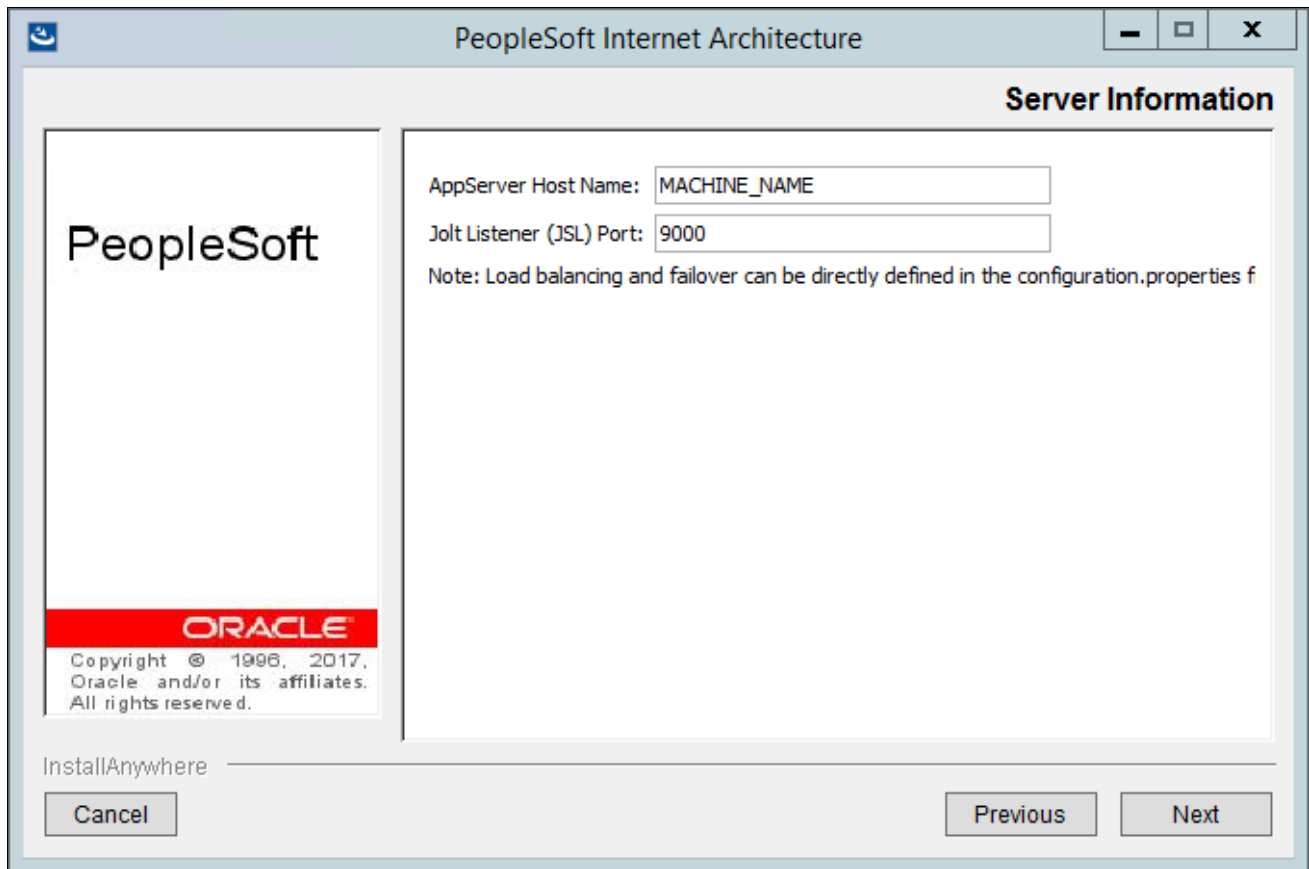 PeopleSoft Internet Architecture
Server Information
PeopleSoft
AppServer Host Name: MACHINE_NAME
Jolt Listener (JSL) Port: 9000
Note: Load balancing and failover can be directly defined in the configuration.properties f
ORACLE
Copyright © 1996, 2017,
Oracle and/or its affiliates.
All rights reserved.
InstallAnywhere
Cancel
Previous
Next